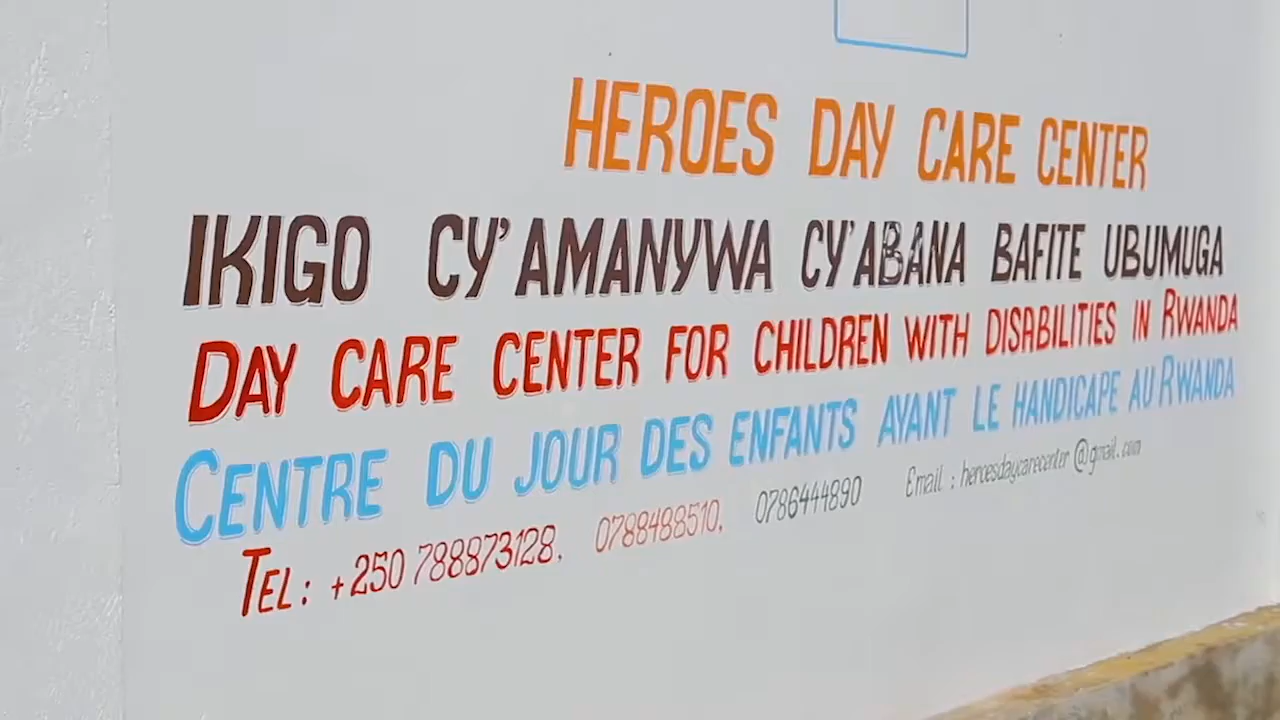 HEROES DAY CARE CENTER
IKIGO CY'AMANYWA CY'ABANA BAFITE UBUMUGA
DAY CARE CENTER FOR CHILDREN WITH DISABILITIES IN RWANDA
CENTRE DU JOUR DES ENFANTS AYANT LE HANDICAPE AU RWANDA
TEL: +250 788873128, 0788488510, 0786444890 Email : heroesdaycarecenter@gmail.com